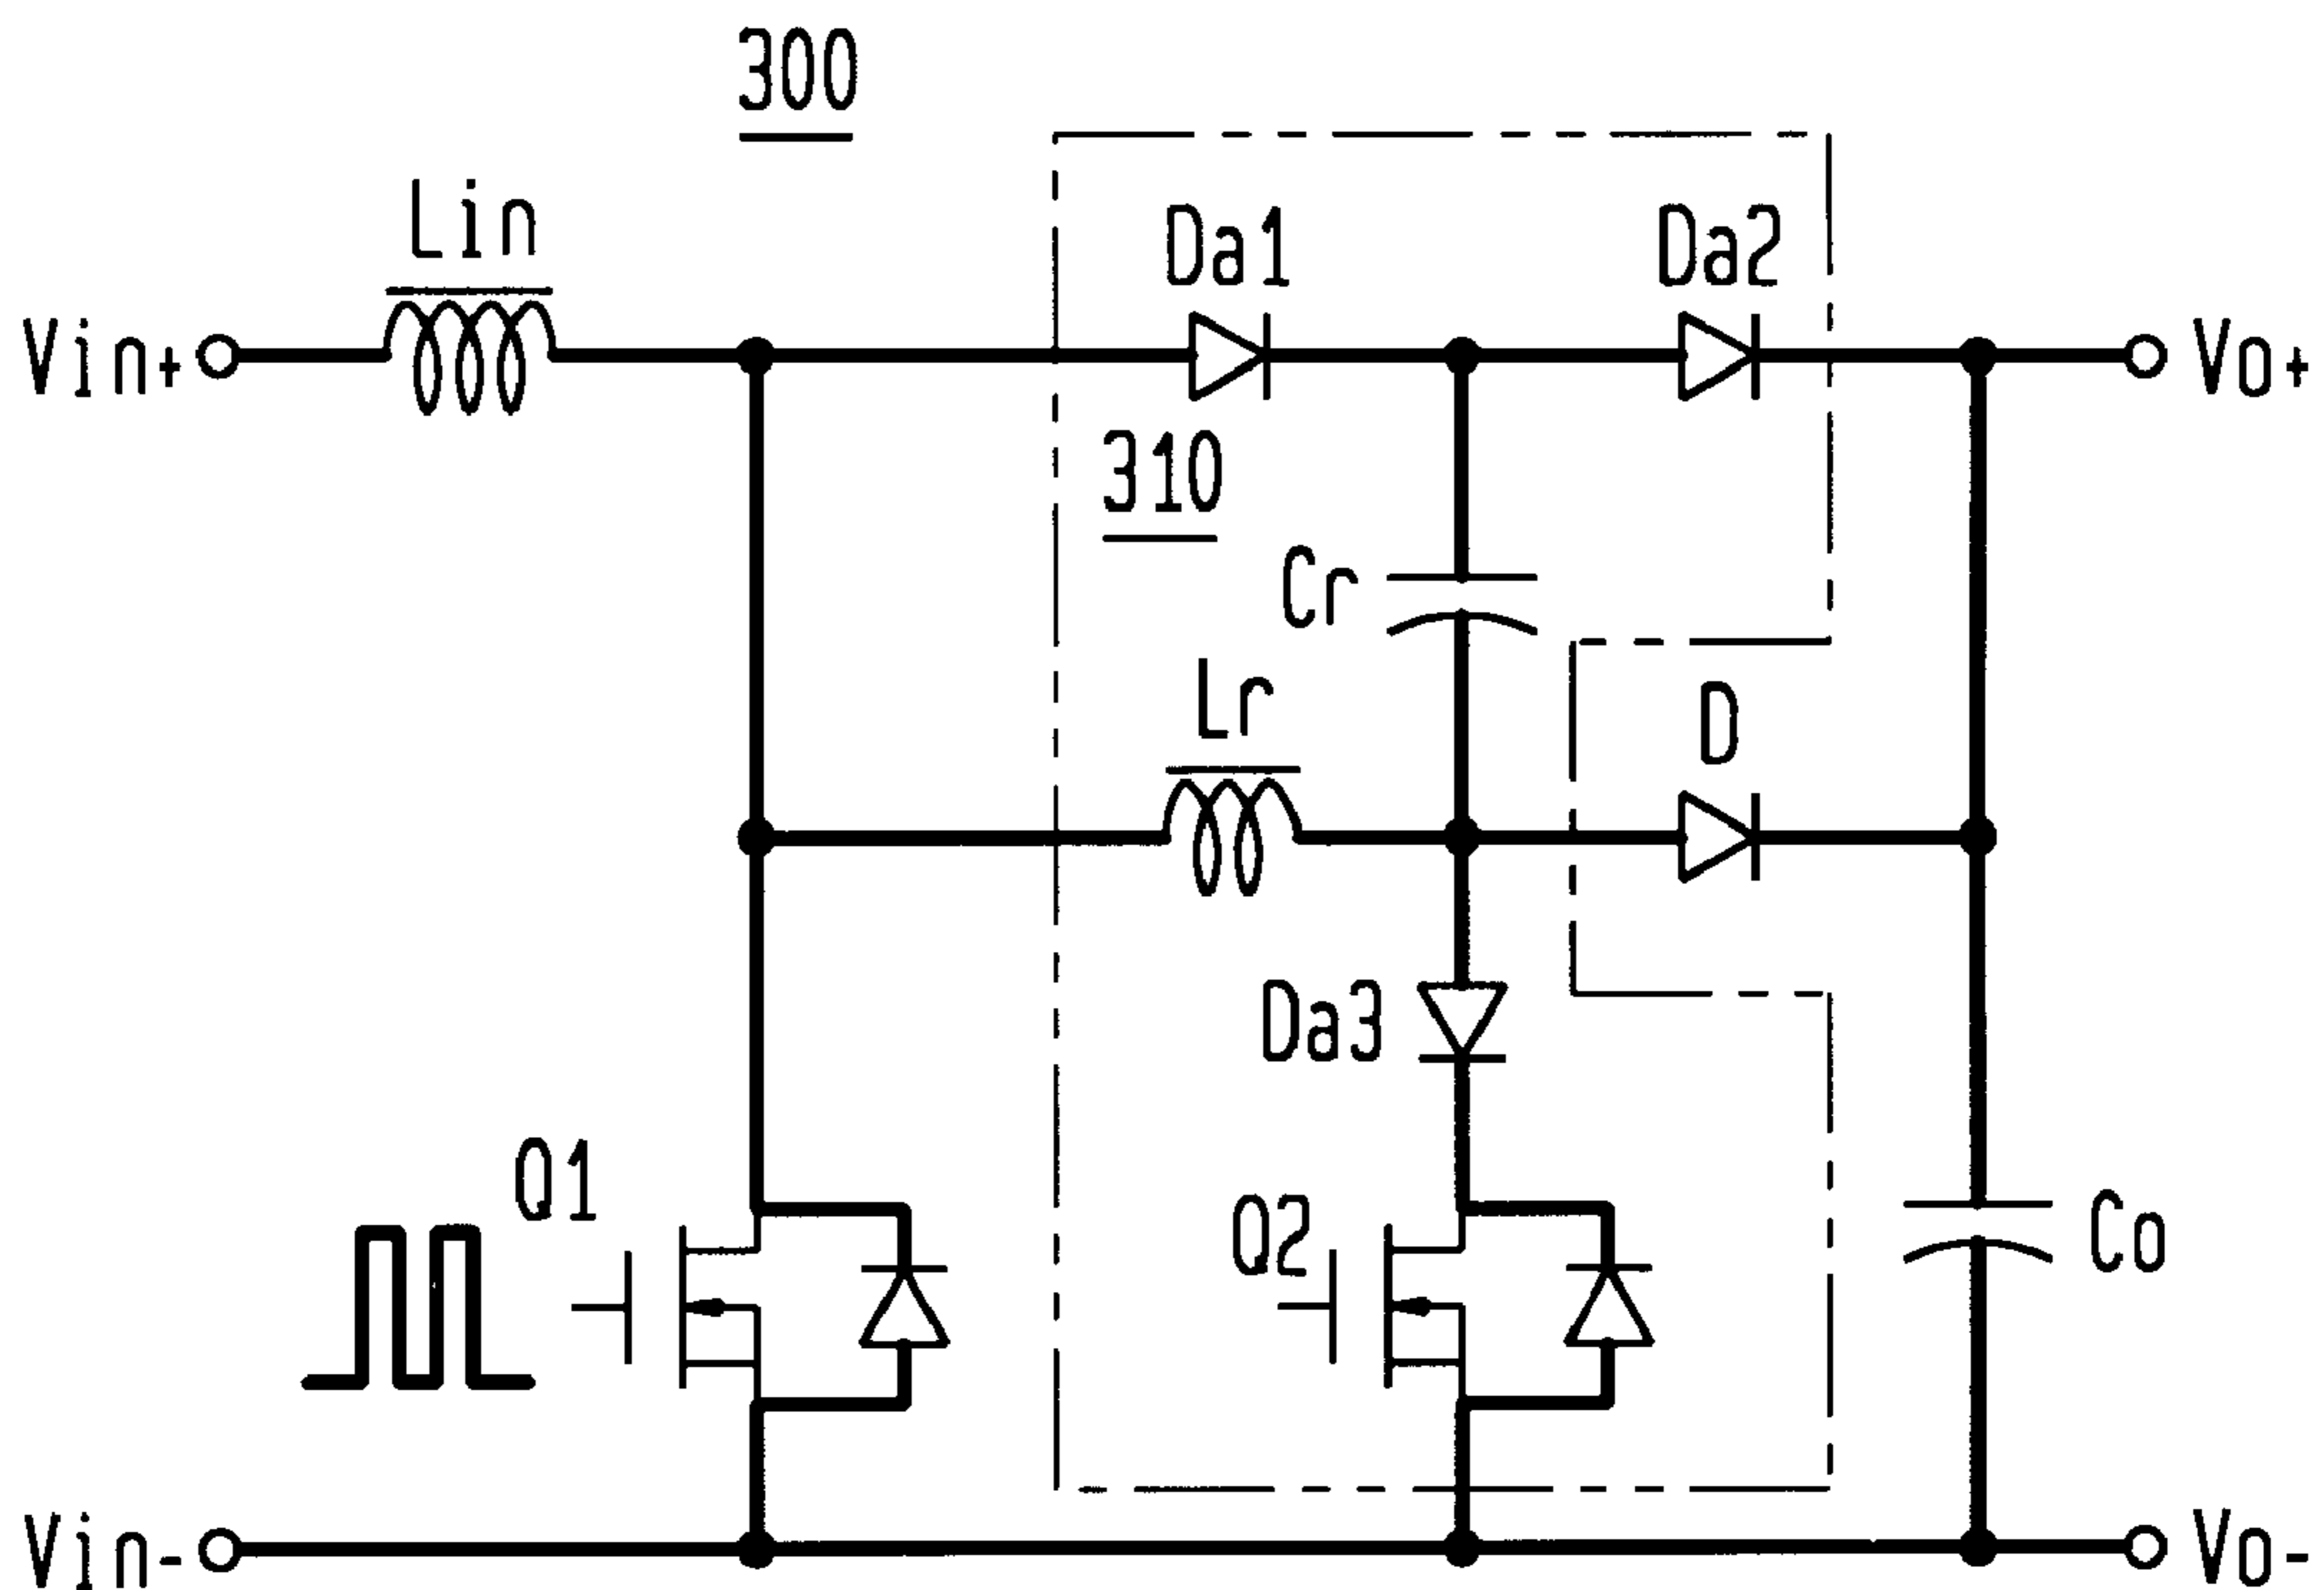 300
Lin
Da1
Da2
Vin+
Vo+
310
Cr
Lr
D
Da3
Q1
Q2
Co
Vin-
Vo-